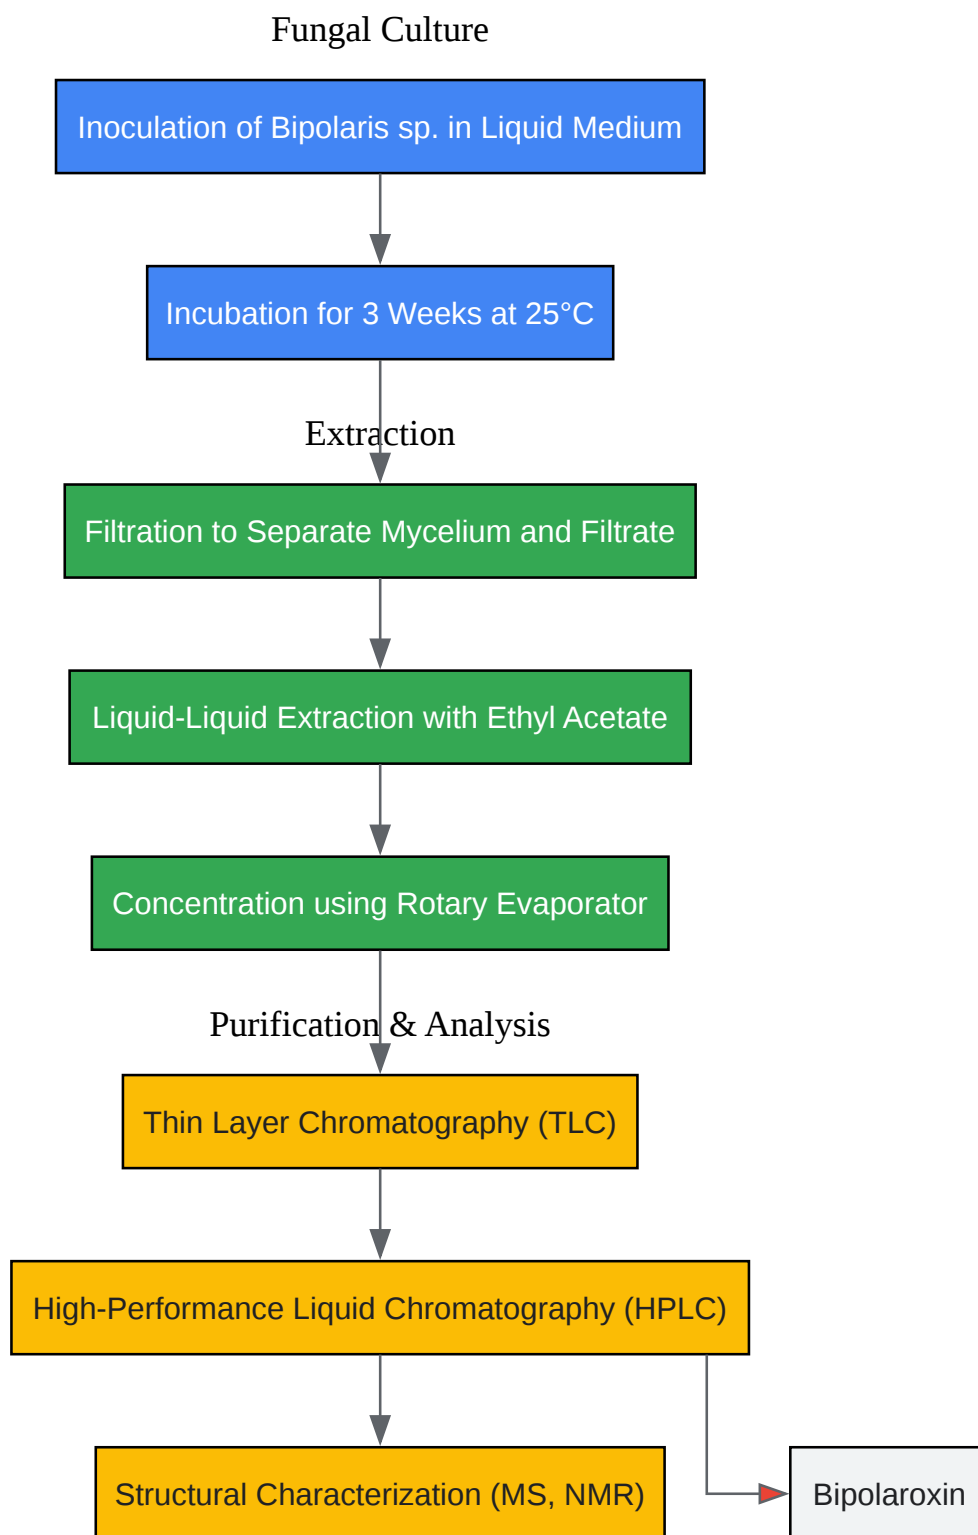 Fungal Culture
Inoculation of Bipolaris sp. in Liquid Medium
Incubation for 3 Weeks at 25°C
Extraction
Filtration to Separate Mycelium and Filtrate
Liquid-Liquid Extraction with Ethyl Acetate
Concentration using Rotary Evaporator
Purification & Analysis
Thin Layer Chromatography (TLC)
High-Performance Liquid Chromatography (HPLC)
Structural Characterization (MS, NMR)
Bipolaroxin